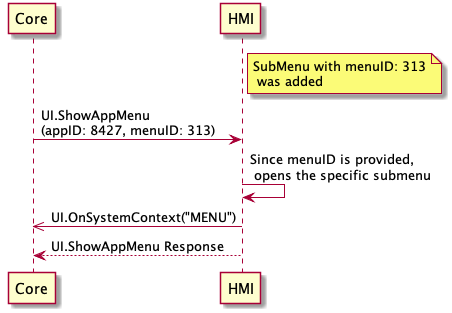 Core HMI
SubMenu with menuID: 313
was added
UI.ShowAppMenu
(appID: 8427, menuID: 313)
Since menuID is provided,
opens the specific submenu
UI.OnSystemContext("MENU")
UI.ShowAppMenu Response
Core HMI